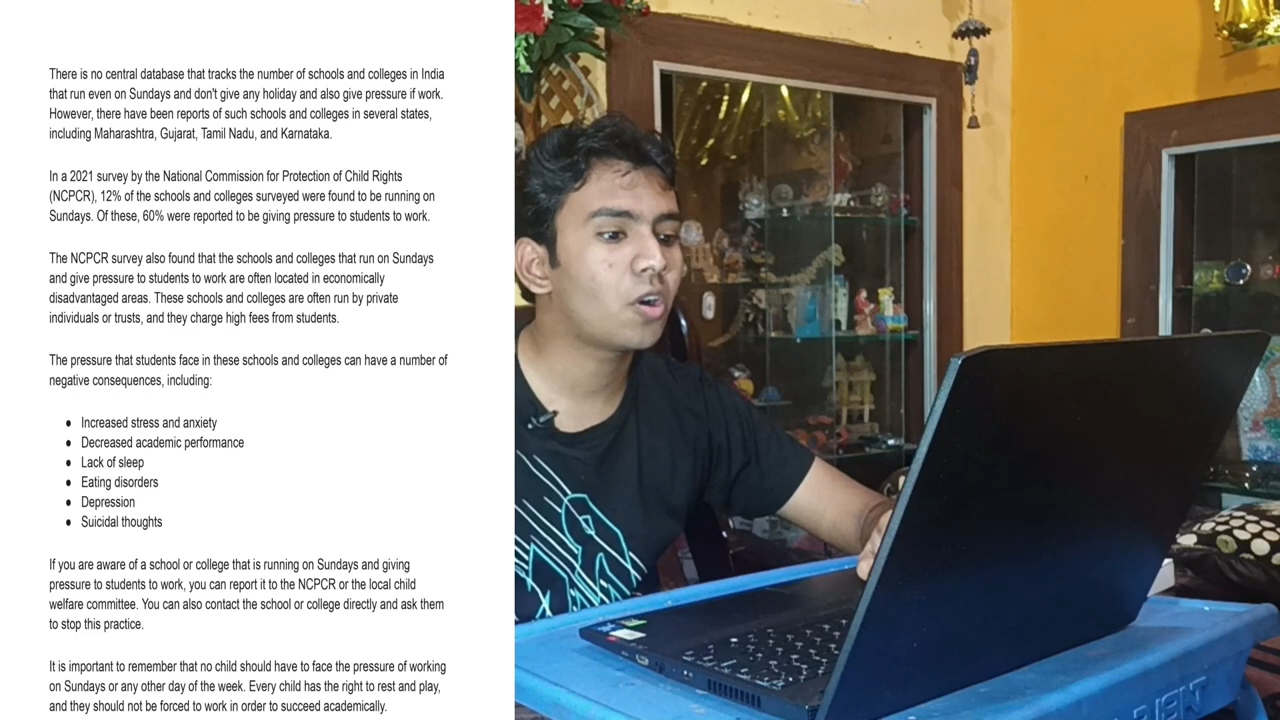 There is no central database that tracks the number of schools and colleges in India
that run even on Sundays and don't give any holiday and also give pressure if work.
However, there have been reports of such schools and colleges in several states,
including Maharashtra, Gujarat, Tamil Nadu, and Karnataka.
In a 2021 survey by the National Commission for Protection of Child Rights
(NCPCR), 12% of the schools and colleges surveyed were found to be running on
Sundays. Of these, 60% were reported to be giving pressure to students to work.
The NCPCR survey also found that the schools and colleges that run on Sundays
and give pressure to students to work are often located in economically
disadvantaged areas. These schools and colleges are often run by private
individuals or trusts, and they charge high fees from students.
The pressure that students face in these schools and colleges can have a number of
negative consequences, including:
● Increased stress and anxiety
● Decreased academic performance
● Lack of sleep
● Eating disorders
● Depression
● Suicidal thoughts
If you are aware of a school or college that is running on Sundays and giving
pressure to students to work, you can report it to the NCPCR or the local child
welfare committee. You can also contact the school or college directly and ask them
to stop this practice.
It is important to remember that no child should have to face the pressure of working
on Sundays or any other day of the week. Every child has the right to rest and play,
and they should not be forced to work in order to succeed academically.